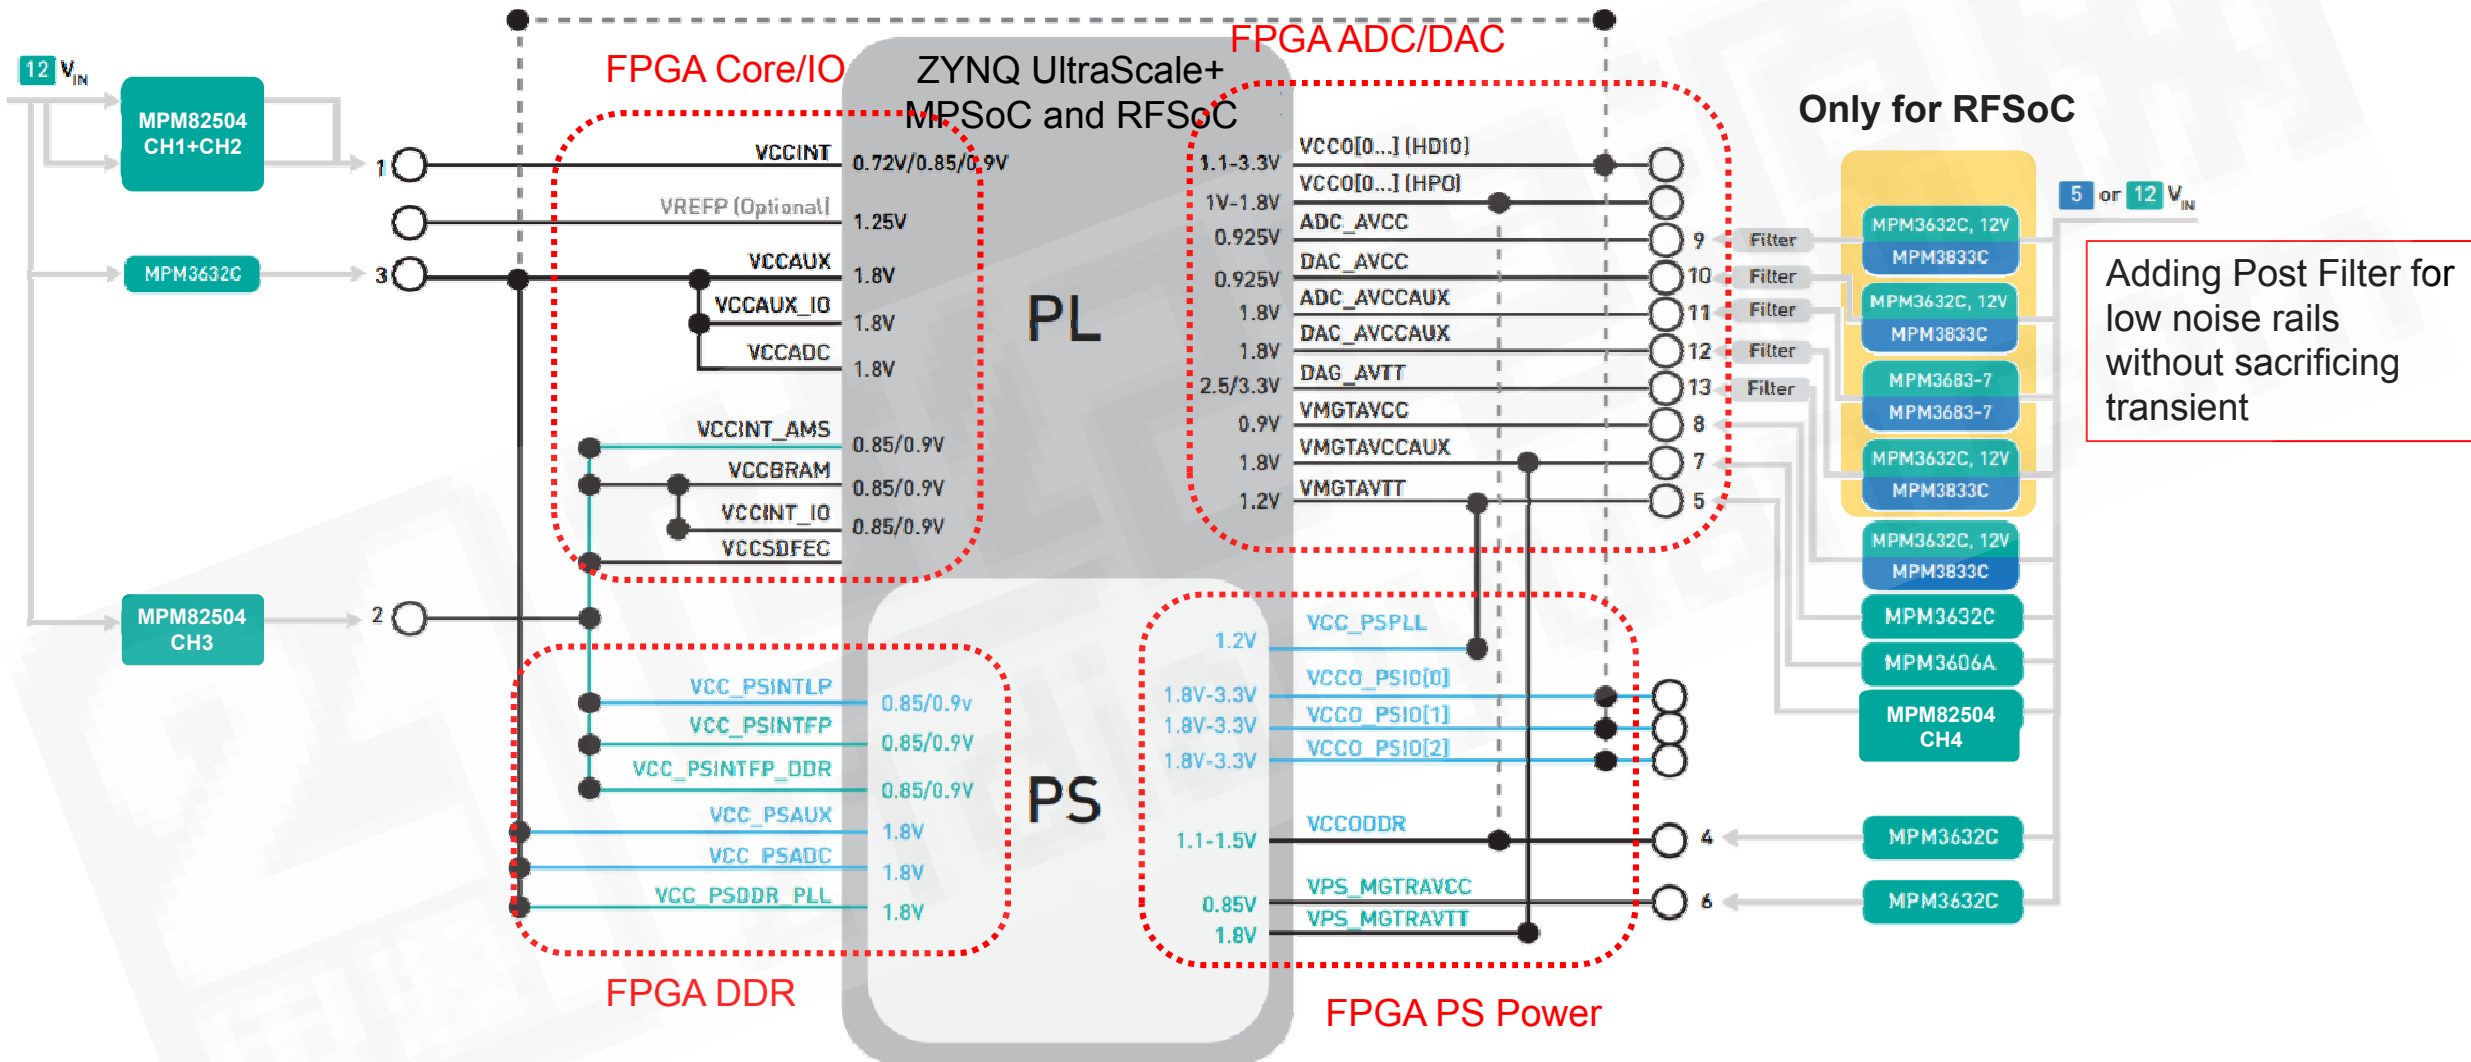 FPGA Core/IO
ZYNQ UltraScale+
MPSoC and RFSoC
FPGA ADC/DAC
Only for RFSoC
12 VIN
MPM82504
CH1+CH2
1
MPM3632C
3
MPM82504
CH3
2
VCCINT
0.72V/0.85/0.9V
VREFP (Optional)
1.25V
VCCAUX
1.8V
VCCAUX_IO
1.8V
VCCADC
1.8V
VCCINT_AMS
0.85/0.9V
VCCBRAM
0.85/0.9V
VCCINT_IO
0.85/0.9V
VCCSDFEC
PL
VCC_PSINTLP
0.85/0.9v
VCC_PSINTFP
0.85/0.9V
VCC_PSINTFP_DDR
0.85/0.9V
VCC_PSAUX
1.8V
VCC_PSADC
1.8V
VCC_PSDDR_PLL
1.8V
PS
FPGA DDR
VCCO[0...] (HDIO)
1.1-3.3V
VCCO[0...] (HPO)
1V-1.8V
ADC_AVCC
0.925V
9
Filter
DAC_AVCC
0.925V
10
Filter
ADC_AVCCAUX
1.8V
11
Filter
DAC_AVCCAUX
1.8V
12
Filter
DAG_AVTT
2.5/3.3V
13
Filter
VMGTAVCC
0.9V
8
VMGTAVCCAUX
1.8V
7
VMGTAVTT
1.2V
5
VCC_PSPLL
1.2V
VCCO_PSIO[0]
1.8V-3.3V
VCCO_PSIO[1]
1.8V-3.3V
VCCO_PSIO[2]
1.8V-3.3V
VCCODDR
1.1-1.5V
4
VPS_MGTRAVCC
0.85V
6
VPS_MGTRAVTT
1.8V
FPGA PS Power
5 or 12 VIN
MPM3632C, 12V
MPM3833C
MPM3632C, 12V
MPM3833C
MPM3683-7
MPM3683-7
MPM3632C, 12V
MPM3833C
MPM3632C, 12V
MPM3833C
MPM3632C
MPM3606A
MPM82504
CH4
MPM3632C
MPM3632C
Adding Post Filter for
low noise rails
without sacrificing
transient